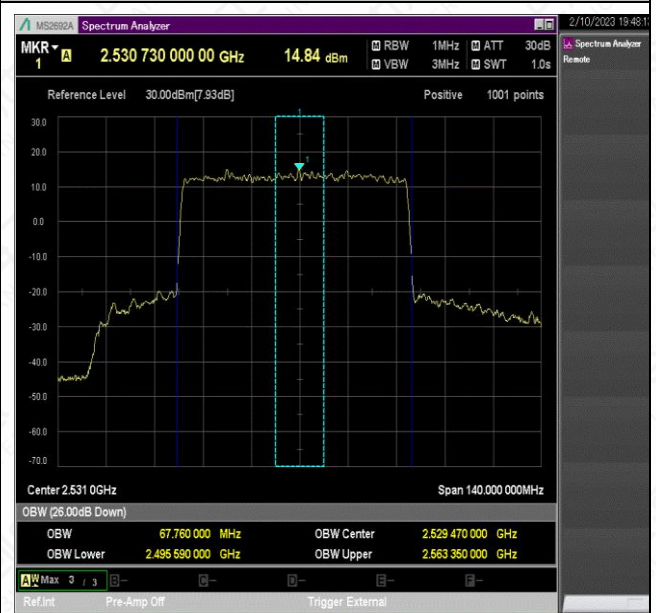 MS2692A Spectrum Analyzer
2/10/2023 19:48:1
MKR 1 A 2.530 730 000 00 GHz 14.84 dBm
M RBW 1MHz M ATT 30dB
M VBW 3MHz M SWT 1.0s
Spectrum Analyzer
Remote
Reference Level 30.00dBm[7.93dB] Positive 1001 points
1
30.0
20.0
1
10.0
0.0
-10.0
-20.0
-30.0
-40.0
-50.0
-60.0
-70.0
Center 2.531 0GHz Span 140.000 000MHz
OBW (26.00dB Down)
OBW 67.760 000 MHz OBW Center 2.529 470 000 GHz
OBW Lower 2.495 590 000 GHz OBW Upper 2.563 350 000 GHz
A W Max 3 / 3 B- C- D- E- F-
Ref.Int Pre-Amp Off Trigger External